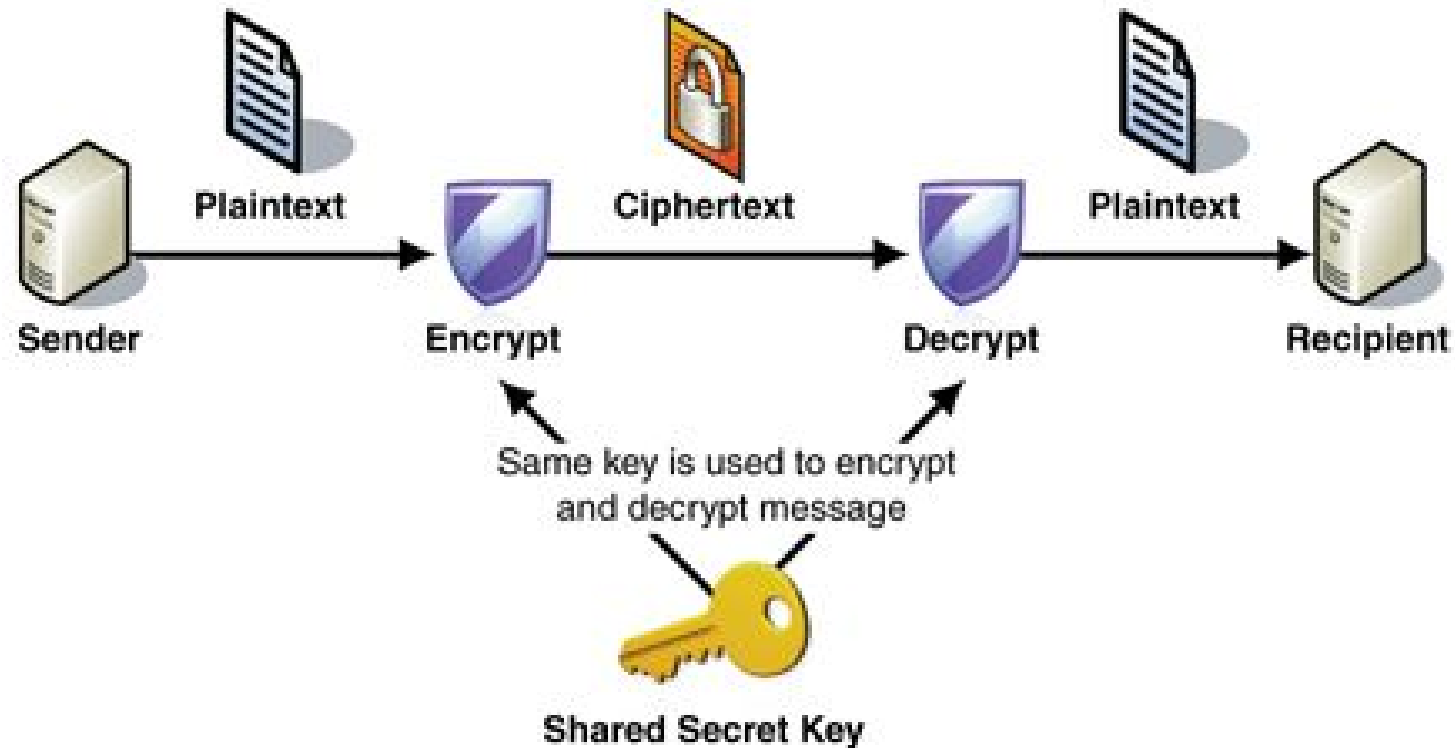 Plaintext
Ciphertext
Plaintext
Sender
Encrypt
Decrypt
Recipient
Same key is used to encrypt
and decrypt message
Shared Secret Key